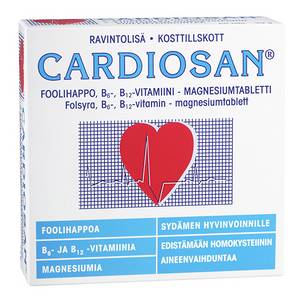 RAVINTOLISÄ • KOSTTILLSKOTT
CARDIOSAN®
FOOLIHAPPO, B6-, B12-VITAMIINI - MAGNESIUMTABLETTI
Folsyra, B6-, B12-vitamin - magnesiumtablett
FOOLIHAPPOA
B6- JA B12 -VITAMIINIA
MAGNESIUMIA
SYDÄMEN HYVINVOINNILLE
EDISTÄMÄÄN HOMOKYSTEIININ
AINEENVAIHDUNTAA